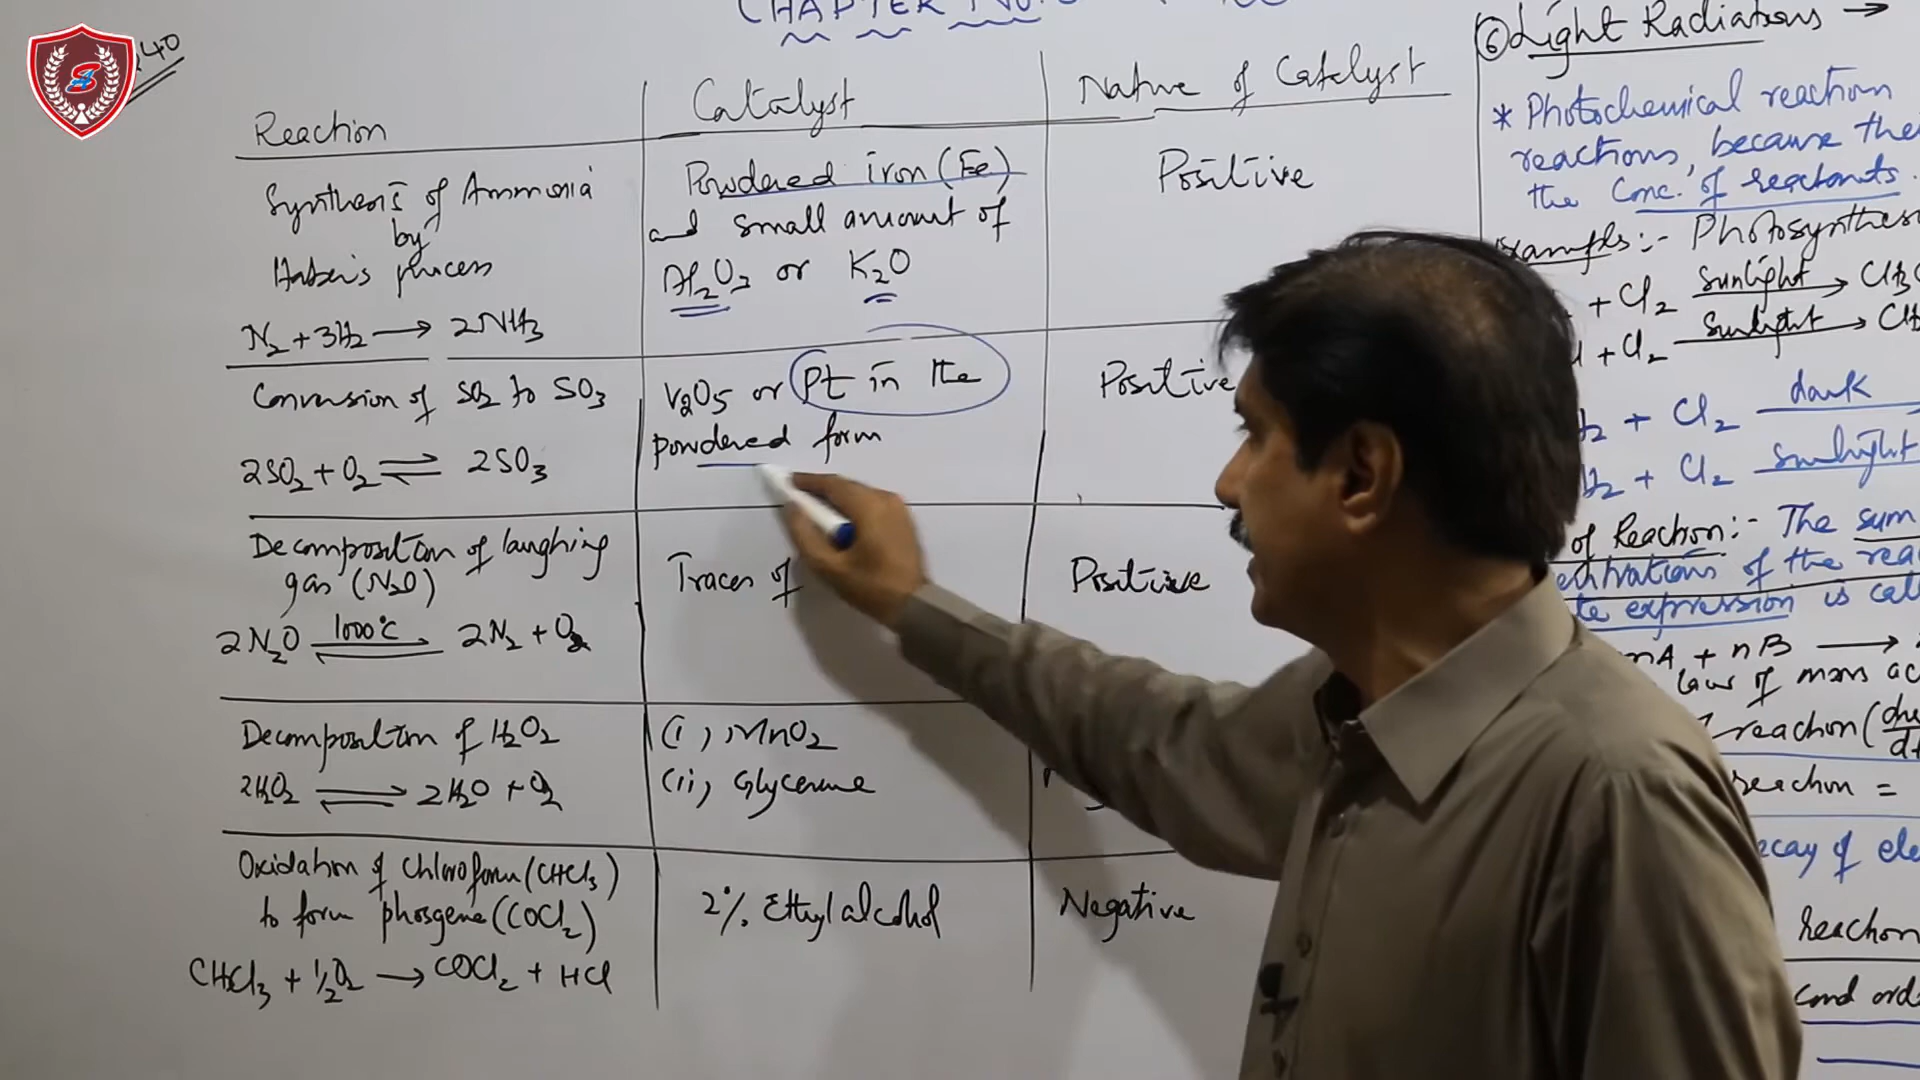 CHAPTER No.
240
Reaction
Catalyst
Nature of Catalyst
Synthesis of Ammonia
by
Haber's process
N₂ + 3H₂ → 2NH₃
Powdered iron (Fe)
and small amount of
Al₂O₃ or K₂O
Positive
Conversion of SO₂ to SO₃
2SO₂ + O₂ ⇌ 2SO₃
V₂O₅ or Pt in the
powdered form
Positive
Decomposition of laughing
gas (N₂O)
2N₂O ⇌ 1000°C 2N₂ + O₂
Traces of
Positive
Decomposition of H₂O₂
2H₂O₂ ⇌ 2H₂O + O₂
(i) MnO₂
(ii) Glycerine
Oxidation of Chloroform (CHCl₃)
to form phosgene (COCl₂)
CHCl₃ + ½O₂ → COCl₂ + HCl
2% Ethyl alcohol
Negative
⑥ Light Radiations →
* Photochemical reaction
reactions, because
the conc. of reactants.
Examples:- 
+ Cl₂ sunlight →
+ Cl₂ sunlight →
+ Cl₂ dark
+ Cl₂ sunlight
of Reaction:- The sum
of the
expression is
mA + nB →
law of mass
reaction
reaction =
of
reaction